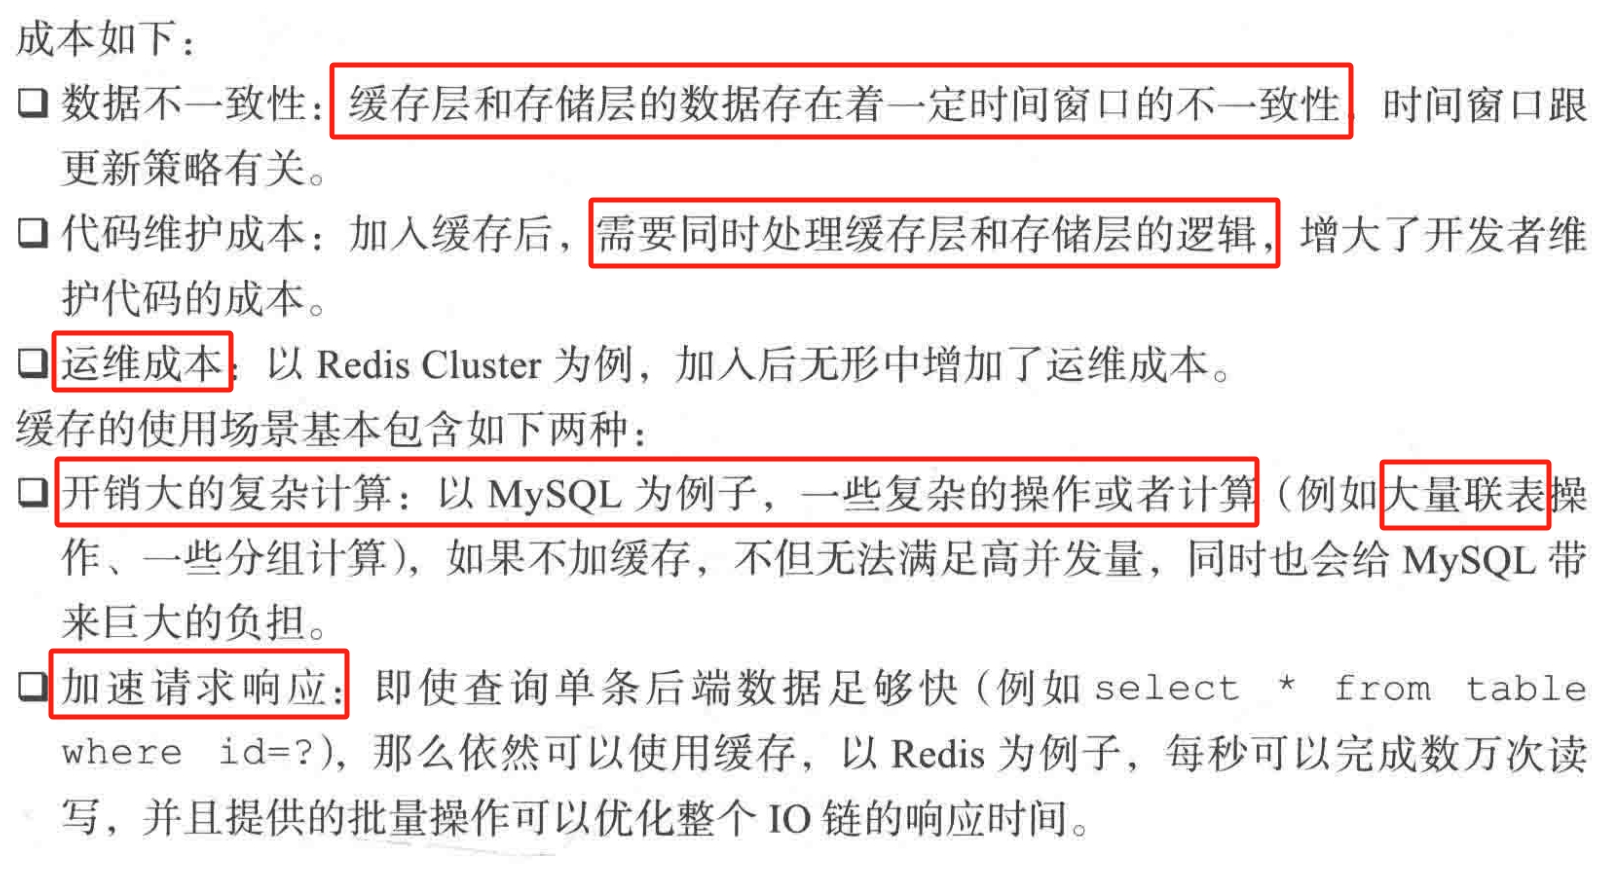 成本如下：
❑ 数据不一致性：缓存层和存储层的数据存在着一定时间窗口的不一致性，时间窗口跟
更新策略有关。
❑ 代码维护成本：加入缓存后，需要同时处理缓存层和存储层的逻辑，增大了开发者维
护代码的成本。
❑ 运维成本：以 Redis Cluster 为例，加入后无形中增加了运维成本。
缓存的使用场景基本包含如下两种：
❑ 开销大的复杂计算：以 MySQL 为例子，一些复杂的操作或者计算（例如大量联表操
作、一些分组计算），如果不加缓存，不但无法满足高并发量，同时也会给 MySQL 带
来巨大的负担。
❑ 加速请求响应：即使查询单条后端数据足够快（例如 select * from table
where id=?），那么依然可以使用缓存，以 Redis 为例子，每秒可以完成数万次读
写，并且提供的批量操作可以优化整个 IO 链的响应时间。